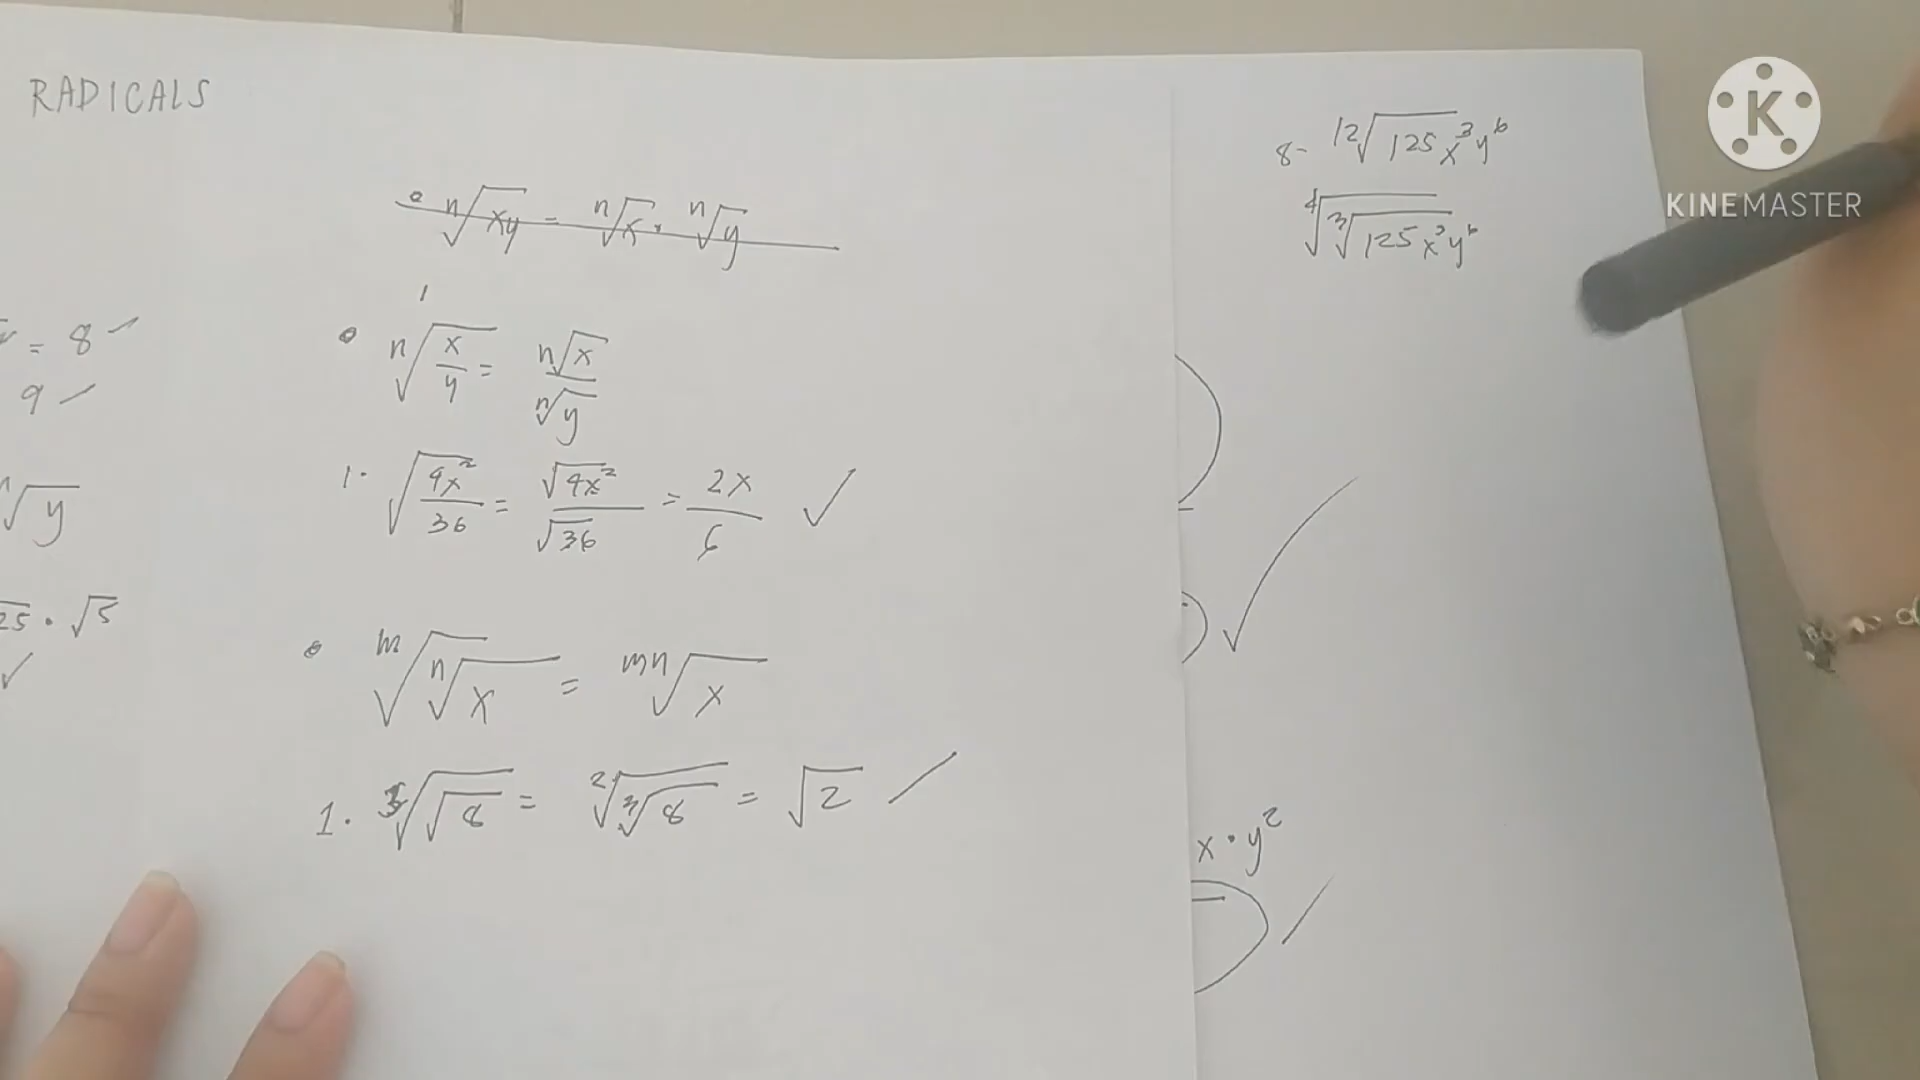 RADICALS
ⁿ√xy = ⁿ√x · ⁿ√y
ⁿ√(x/y) = ⁿ√x / ⁿ√y
1. √(4x²/36) = √4x² / √36 = 2x/6 ✓
ᵐ√ⁿ√x = ᵐⁿ√x
1. ³√√8 = ²√³√8 = √2
= 8
9
√y
25 · √5
✓
8- ¹²√125x³y⁶
⁴√³√125x³y⁶
x · y²
K
KINEMASTER